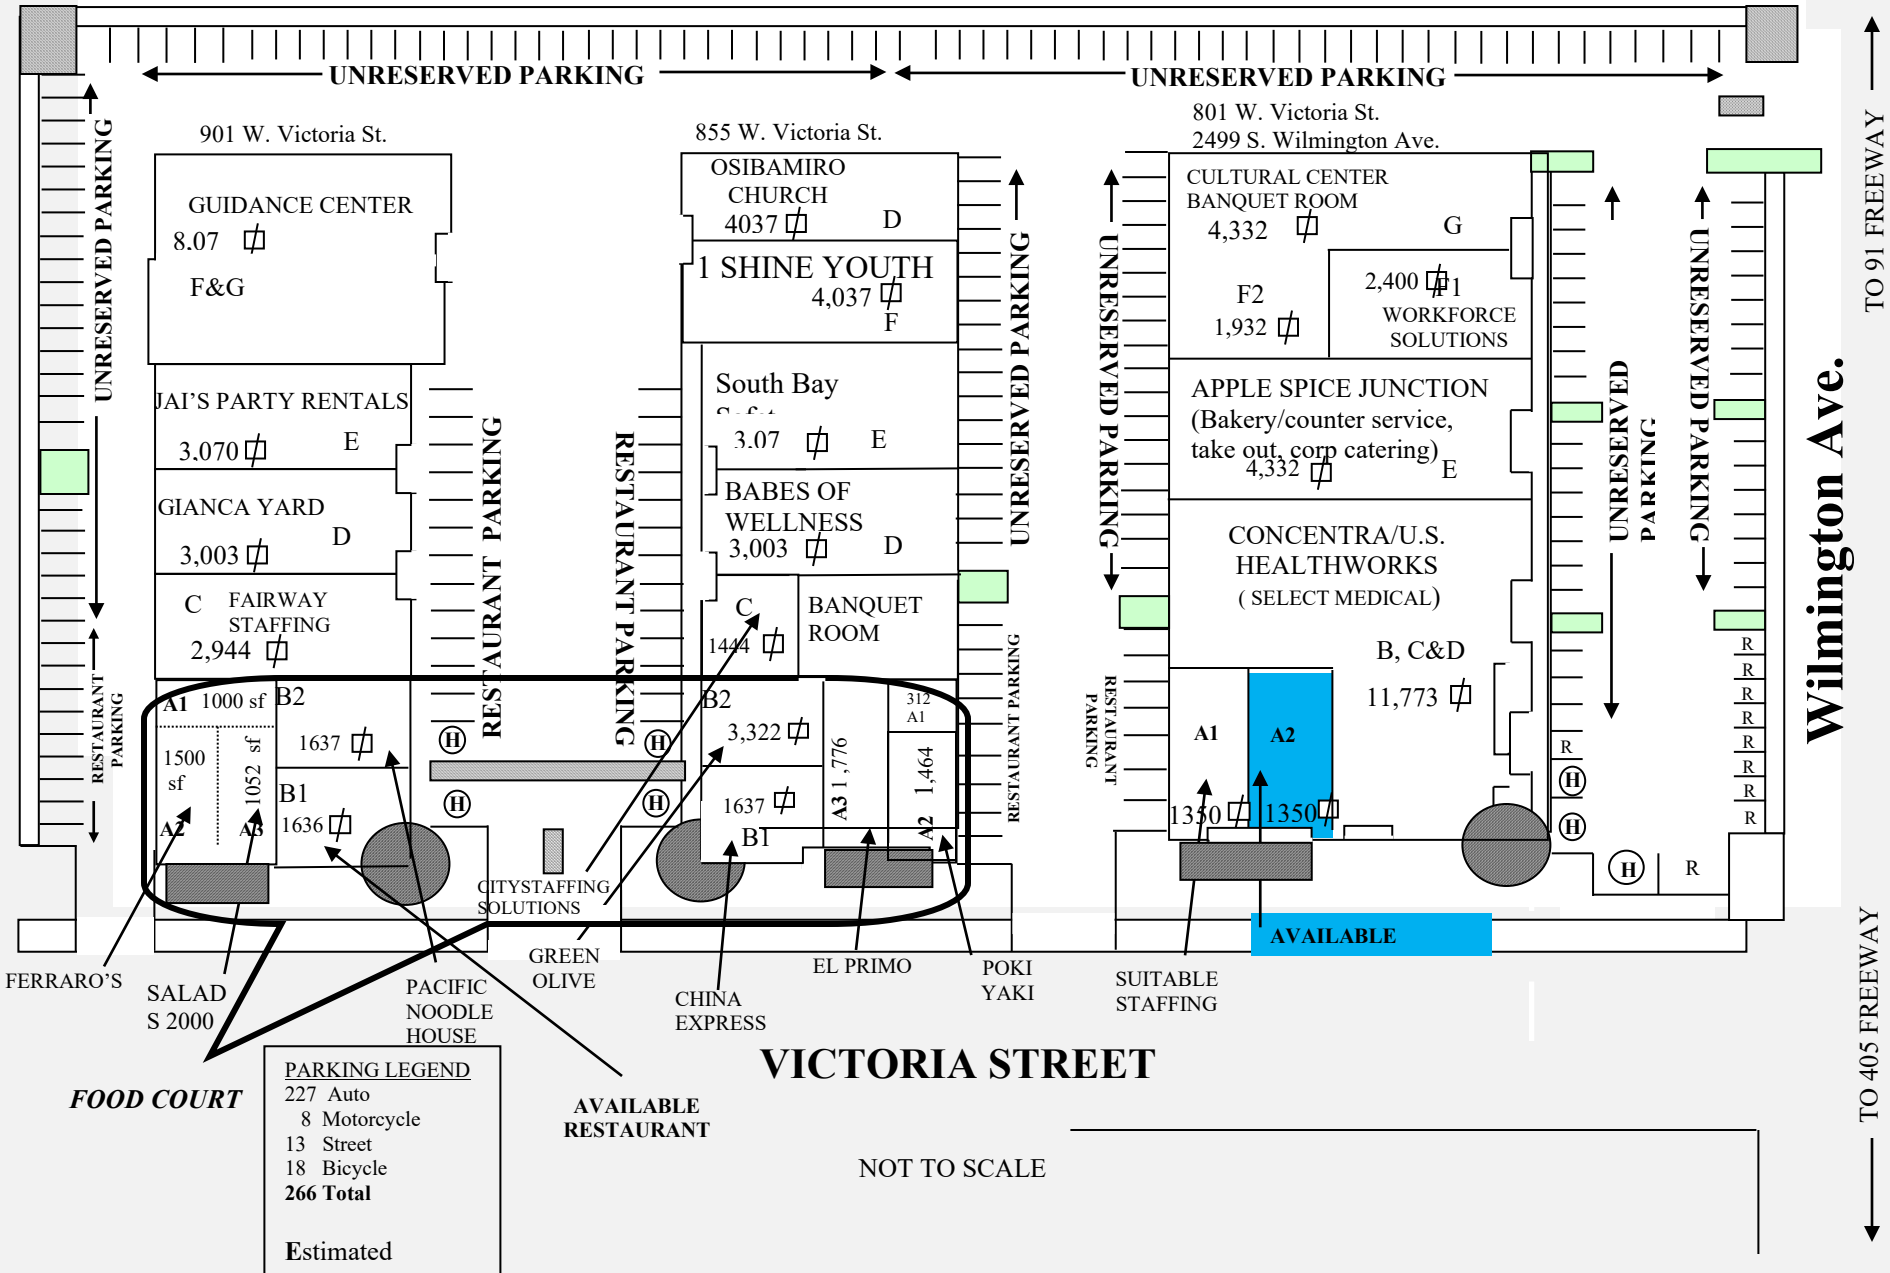 UNRESERVED PARKING
UNRESERVED PARKING
TO 91 FREEWAY
901 W. Victoria St.
855 W. Victoria St.
801 W. Victoria St.
2499 S. Wilmington Ave.
UNRESERVED PARKING
GUIDANCE CENTER
8.07
F&G
JAI'S PARTY RENTALS
3,070
E
GIANCA YARD
D
3,003
C
FAIRWAY
STAFFING
2,944
RESTAURANT
PARKING
A1 1000 sf
B2
1637
1500
sf
1052 sf
A2
A3
B1
1636
RESTAURANT PARKING
RESTAURANT PARKING
H
H
H
H
OSIBAMIRO
CHURCH
4037
D
1 SHINE YOUTH
4,037
F
South Bay
3.07
E
BABES OF
WELLNESS
3,003
D
C
1444
BANQUET
ROOM
B2
3,322
1637
B1
A3 1,776
312
A1
A2 1,464
UNRESERVED PARKING
RESTAURANT PARKING
UNRESERVED PARKING
RESTAURANT
PARKING
CULTURAL CENTER
BANQUET ROOM
4,332
G
F2
1,932
2,400
F1
WORKFORCE
SOLUTIONS
APPLE SPICE JUNCTION
(Bakery/counter service,
take out, corp catering)
4,332
E
CONCENTRA/U.S.
HEALTHWORKS
( SELECT MEDICAL)
B, C&D
11,773
A1
A2
1350
1350
UNRESERVED
PARKING
UNRESERVED PARKING
R
H
H
H
R
R
R
R
R
R
R
R
R
R
Wilmington Ave.
CITYSTAFFING
SOLUTIONS
GREEN
OLIVE
AVAILABLE
FERRARO'S
SALAD
S 2000
PACIFIC
NOODLE
HOUSE
CHINA
EXPRESS
EL PRIMO
POKI
YAKI
SUITABLE
STAFFING
TO 405 FREEWAY
VICTORIA STREET
FOOD COURT
AVAILABLE
RESTAURANT
NOT TO SCALE
PARKING LEGEND
227 Auto
8 Motorcycle
13 Street
18 Bicycle
266 Total
Estimated